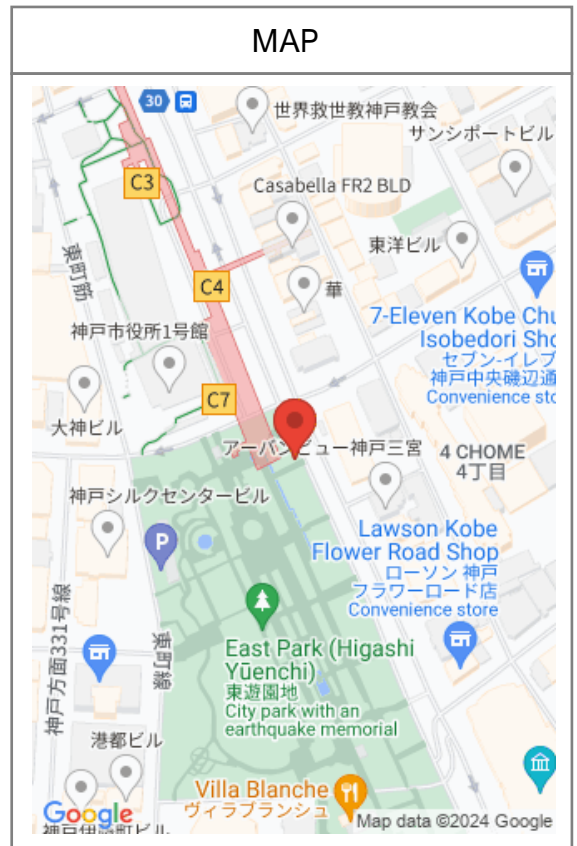 MAP
30
世界救世教神戸教会
サンシポートビル
C3
Casabella FR2 BLD
東洋ビル
東町筋
C4
華
7-Eleven Kobe Chu
Isobedori Sho
セブン-イレブ
神戸中央磯辺通
Convenience sto
神戸市役所1号館
C7
大神ビル
アーバンビュー神戸三宮
4 CHOME
4丁目
神戸シルクセンタービル
P
Lawson Kobe
Flower Road Shop
ローソン 神戸
フラワーロード店
Convenience store
神戸方面331号線
東町線
East Park (Higashi
Yūenchi)
東遊園地
City park with an
earthquake memorial
港都ビル
Villa Blanche
ヴィラブランシュ
Google
Map data ©2024 Google